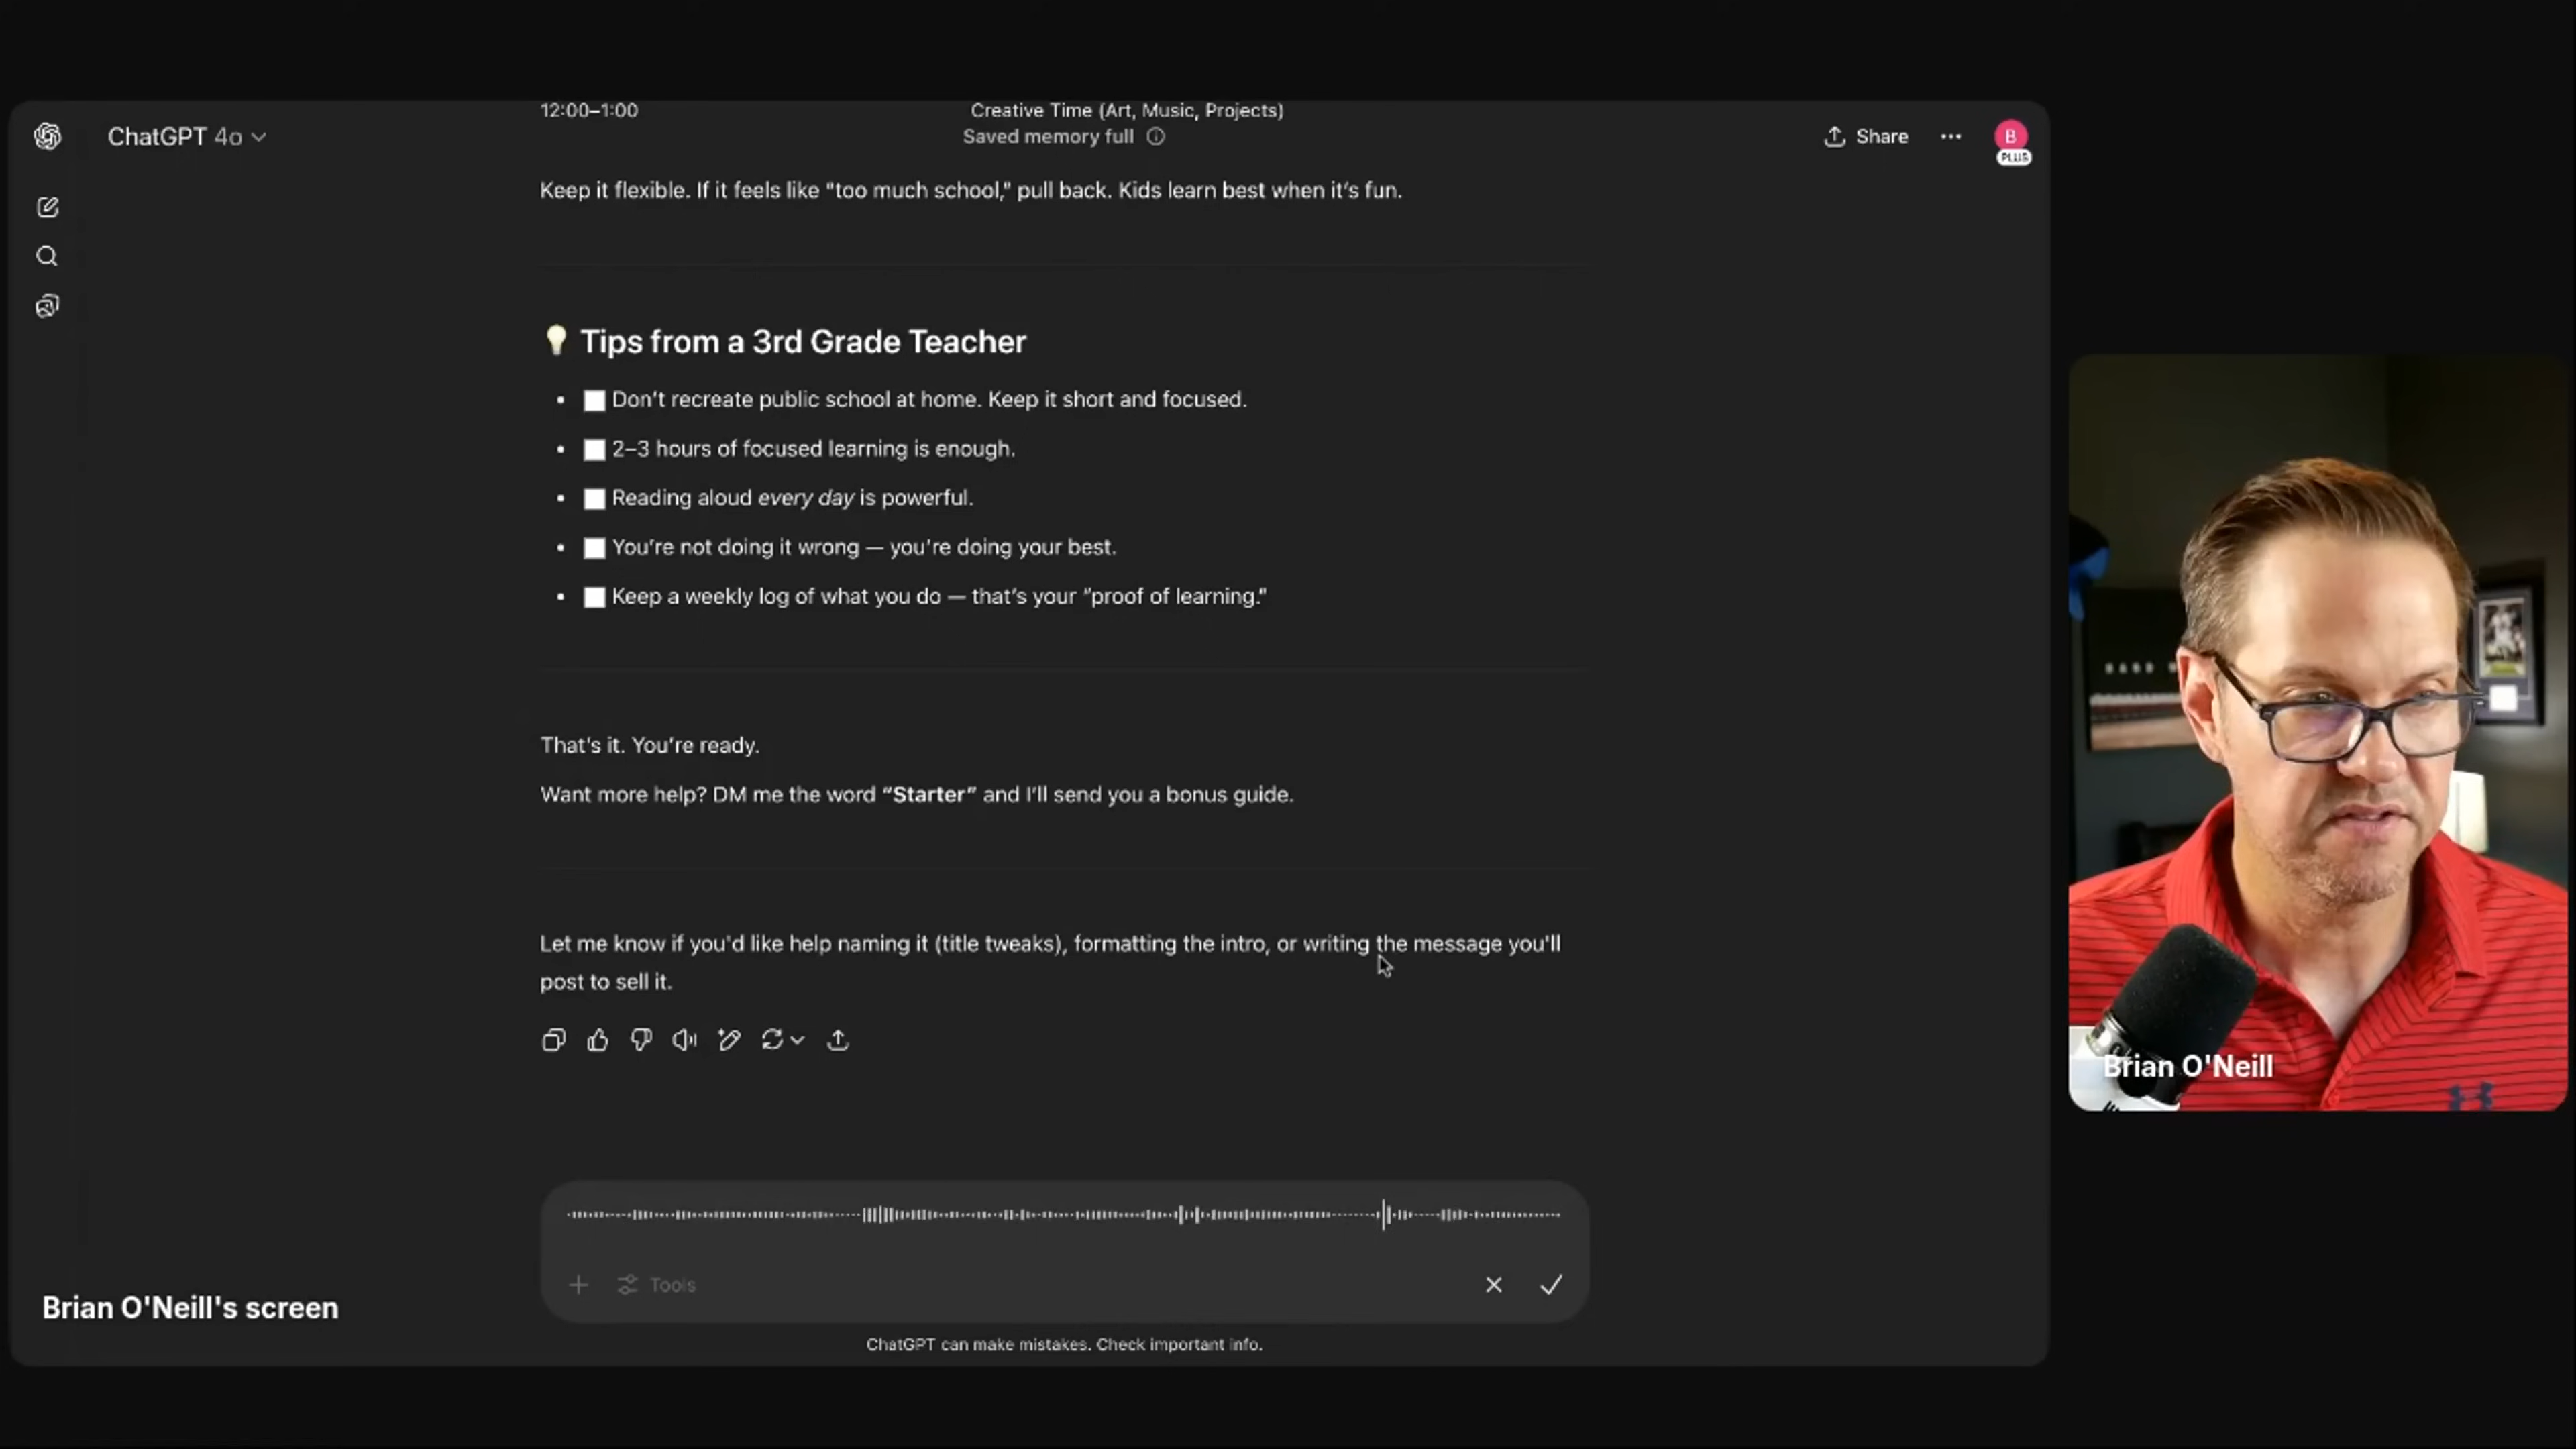 12:00–1:00 Creative Time (Art, Music, Projects)
ChatGPT 4o
Saved memory full
Share
B
PLUS
Keep it flexible. If it feels like “too much school,” pull back. Kids learn best when it’s fun.
💡 Tips from a 3rd Grade Teacher
• Don’t recreate public school at home. Keep it short and focused.
• 2–3 hours of focused learning is enough.
• Reading aloud every day is powerful.
• You’re not doing it wrong — you’re doing your best.
• Keep a weekly log of what you do — that’s your “proof of learning.”
That’s it. You’re ready.
Want more help? DM me the word “Starter” and I’ll send you a bonus guide.
Let me know if you'd like help naming it (title tweaks), formatting the intro, or writing the message you'll
post to sell it.
Tools
ChatGPT can make mistakes. Check important info.
Brian O'Neill's screen
Brian O'Neill